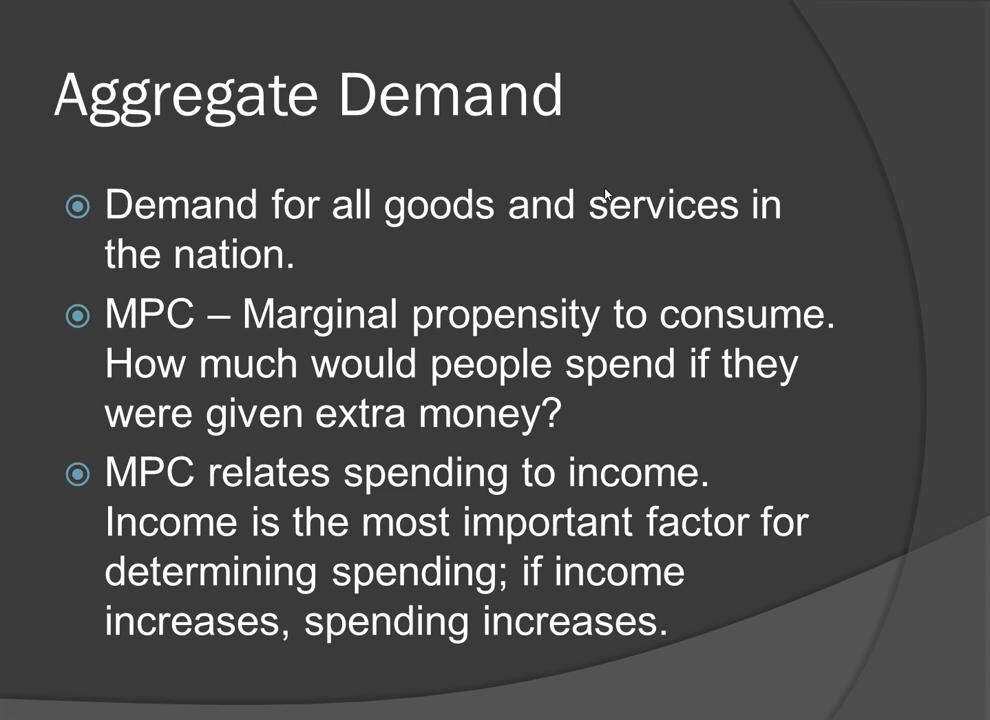 Aggregate Demand
Demand for all goods and services in
the nation.
MPC – Marginal propensity to consume.
How much would people spend if they
were given extra money?
MPC relates spending to income.
Income is the most important factor for
determining spending; if income
increases, spending increases.